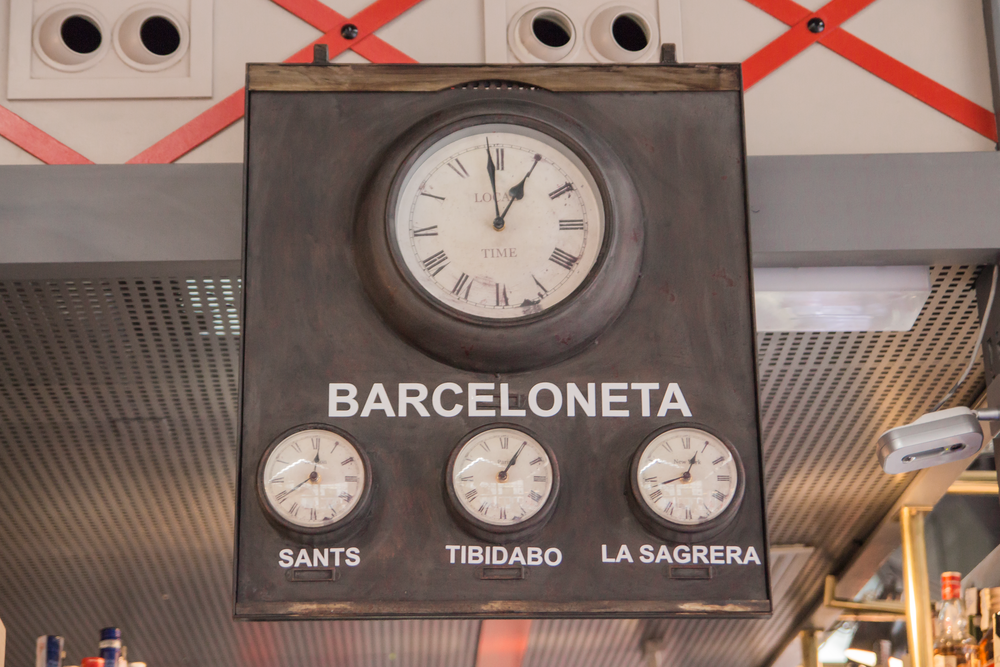 LOCAL
TIME
BARCELONETA
SANTS
TIBIDABO
LA SAGRERA